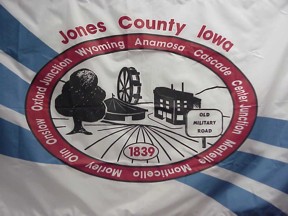 Jones County Iowa
Oxford Junction Wyoming Anamosa Cascade Center Junction
Onslow Olin Morley Monticello Martelle
OLD
MILITARY
ROAD
1839